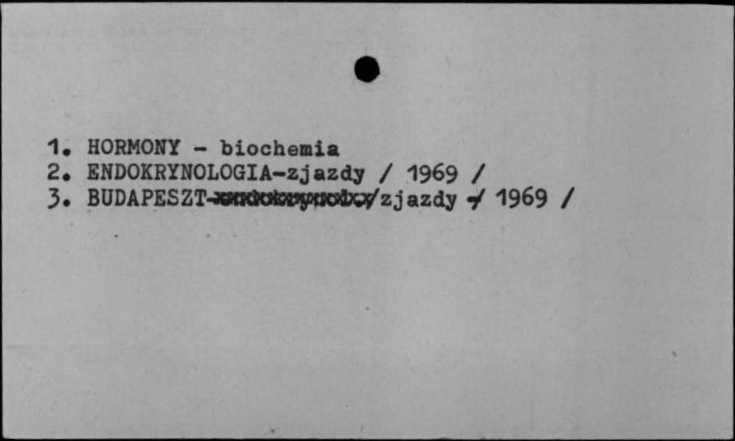 1. HORMONY - biochemia
2. ENDOKRYNOLOGIA-zjazdy / 1969 /
3. BUDAPESZT-zjazdy / 1969 /